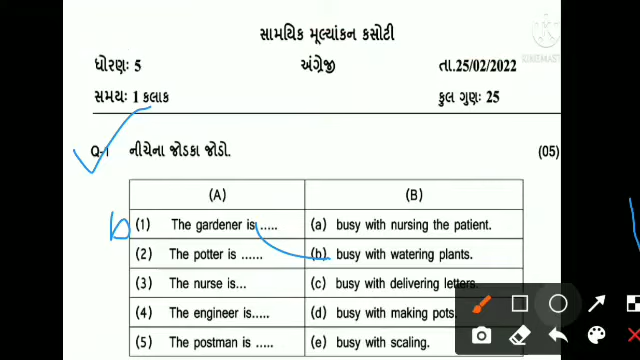 સામયિક મૂલ્યાંકન કસોટી
ધોરણઃ 5 અંગ્રેજી તા.25/02/2022
સમયઃ 1 કલાક કુલ ગુણઃ 25
Q-1 નીચેના જોડકા જોડો. (05)
(A) (B)
b (1) The gardener is ..... (a) busy with nursing the patient.
(2) The potter is ...... (b) busy with watering plants.
(3) The nurse is... (c) busy with delivering letters.
(4) The engineer is..... (d) busy with making pots.
(5) The postman is ..... (e) busy with scaling.
KINEMAST